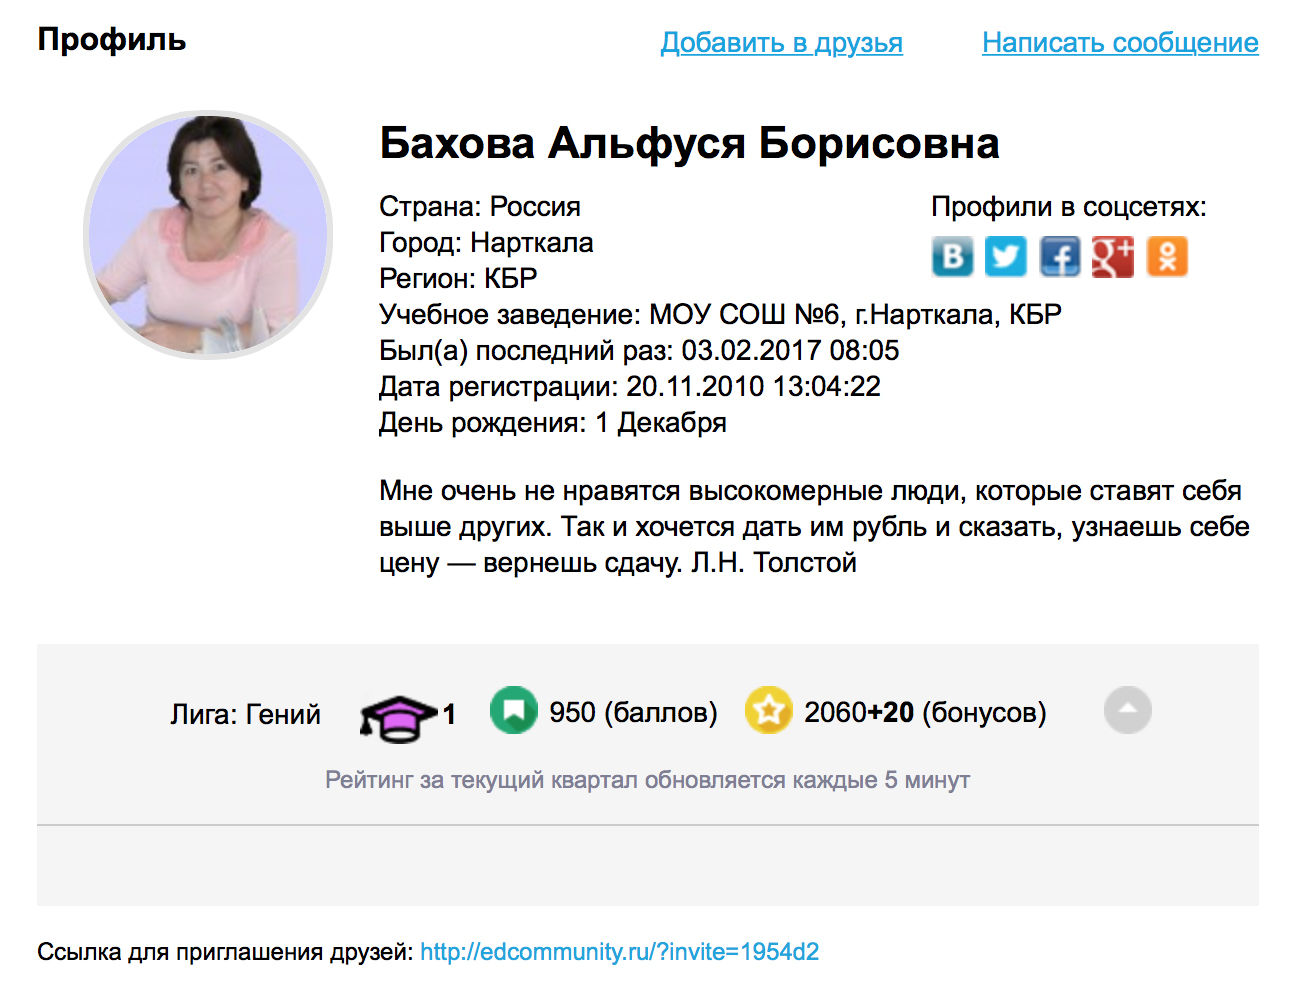 Профиль
Добавить в друзья
Написать сообщение
Бахова Альфуся Борисовна
Страна: Россия
Профили в соцсетях:
Город: Нарткала
Регион: КБР
Учебное заведение: МОУ СОШ №6, г.Нарткала, КБР
Был(а) последний раз: 03.02.2017 08:05
Дата регистрации: 20.11.2010 13:04:22
День рождения: 1 Декабря
Мне очень не нравятся высокомерные люди, которые ставят себя
выше других. Так и хочется дать им рубль и сказать, узнаешь себе
цену — вернешь сдачу. Л.Н. Толстой
Лига: Гений 1 950 (баллов) 2060+20 (бонусов)
Рейтинг за текущий квартал обновляется каждые 5 минут
Ссылка для приглашения друзей: http://edcommunity.ru/?invite=1954d2